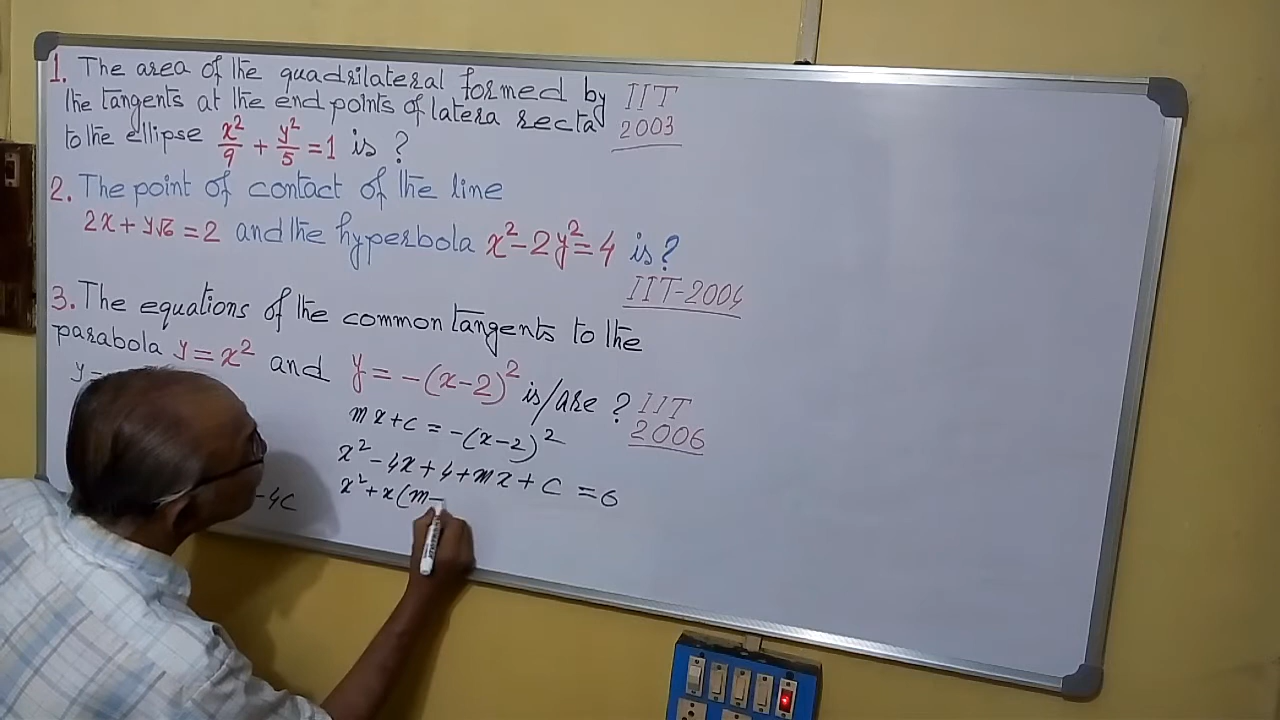 1. The area of the quadrilateral formed by
the tangents at the end points of latera recta
to the ellipse x²/9 + y²/5 = 1 is ?
IIT
2003
2. The point of contact of the line
2x + y√6 = 2 and the hyperbola x² - 2y² = 4 is ?
IIT-2004
3. The equations of the common tangents to the
parabola y = x² and y = -(x-2)² is/are ?
IIT
2006
y =
mx + c = -(x-2)²
x² - 4x + 4 + mx + c = 0
- 4c
x² + x(m-